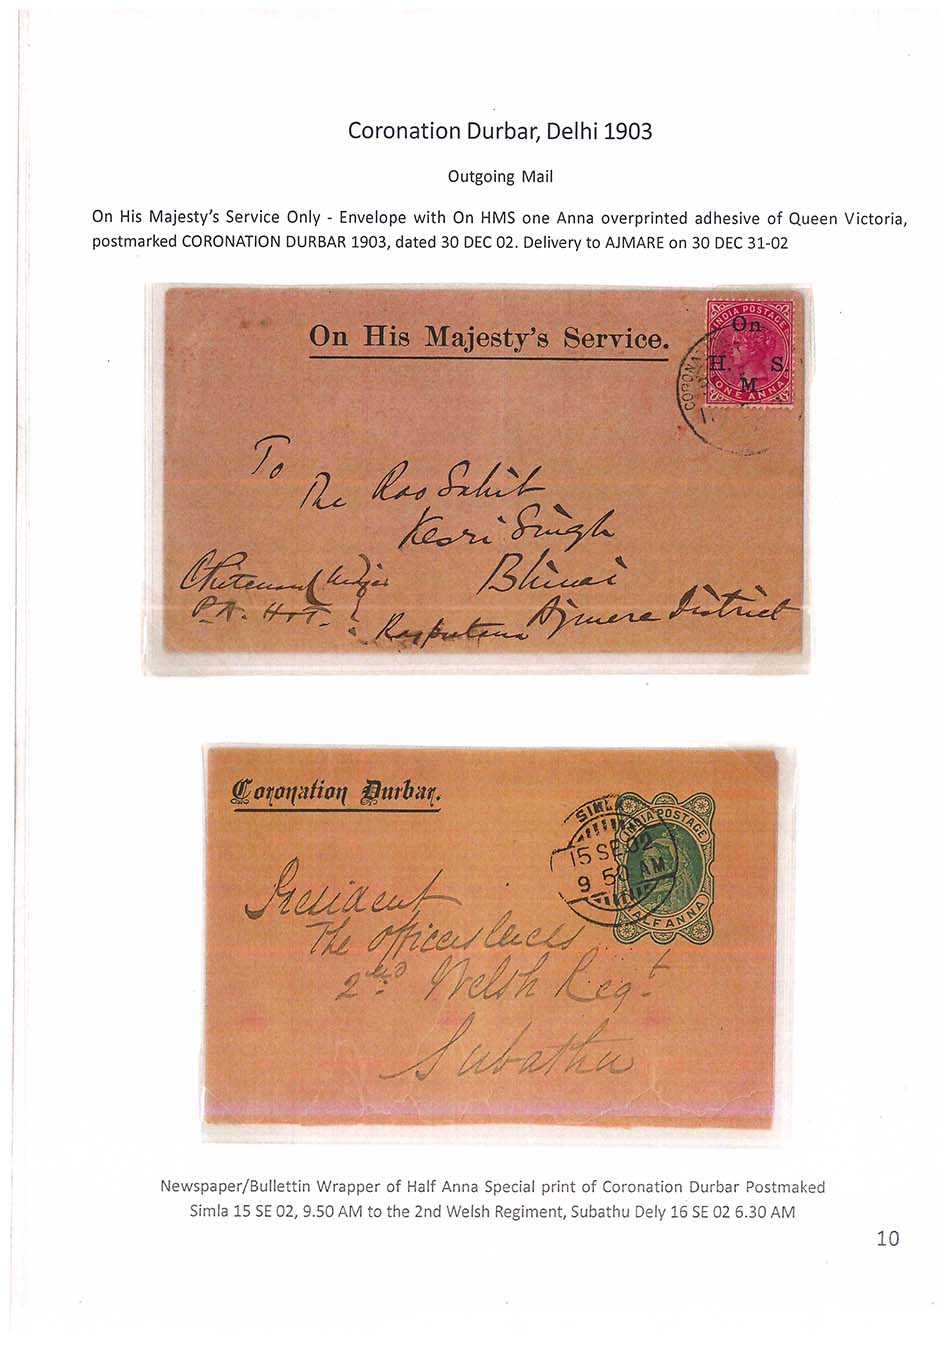 Coronation Durbar, Delhi 1903
Outgoing Mail
On His Majesty's Service Only - Envelope with On HMS one Anna overprinted adhesive of Queen Victoria,
postmarked CORONATION DURBAR 1903, dated 30 DEC 02. Delivery to AJMARE on 30 DEC 31-02
On His Majesty's Service.
INDIA POSTAGE
On
H. S.
M.
ONE ANNA
CORONA
To
The Rao Sahib
Kesri Singh
Bhinai
Ajmere District
Rajputana
P.A. H&T.
Coronation Durbar.
SIMLA
15 SE 02
9 50 AM
INDIA POSTAGE
HALF ANNA
President
The Officers Mess
2nd Welsh Regt
Subathu
Newspaper/Bullettin Wrapper of Half Anna Special print of Coronation Durbar Postmaked
Simla 15 SE 02, 9.50 AM to the 2nd Welsh Regiment, Subathu Dely 16 SE 02 6.30 AM
10